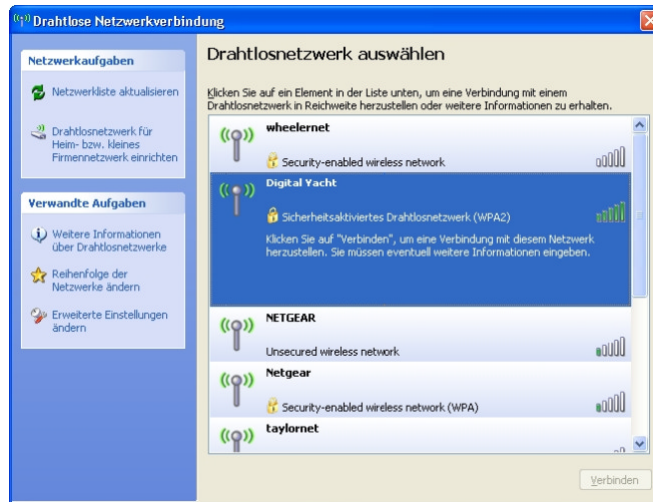 Drahtlose Netzwerkverbindung
Netzwerkaufgaben
Netzwerkliste aktualisieren
Drahtlosnetzwerk für
Heim- bzw. kleines
Firmennetzwerk einrichten
Verwandte Aufgaben
Weitere Informationen
über Drahtlosnetzwerke
Reihenfolge der
Netzwerke ändern
Erweiterte Einstellungen
ändern
Drahtlosnetzwerk auswählen
Klicken Sie auf ein Element in der Liste unten, um eine Verbindung mit einem
Drahtlosnetzwerk in Reichweite herzustellen oder weitere Informationen zu erhalten.
wheelernet
Security-enabled wireless network
Digital Yacht
Sicherheitsaktiviertes Drahtlosnetzwerk (WPA2)
Klicken Sie auf "Verbinden", um eine Verbindung mit diesem Netzwerk
herzustellen. Sie müssen eventuell weitere Informationen eingeben.
NETGEAR
Unsecured wireless network
Netgear
Security-enabled wireless network (WPA)
taylornet
Verbinden